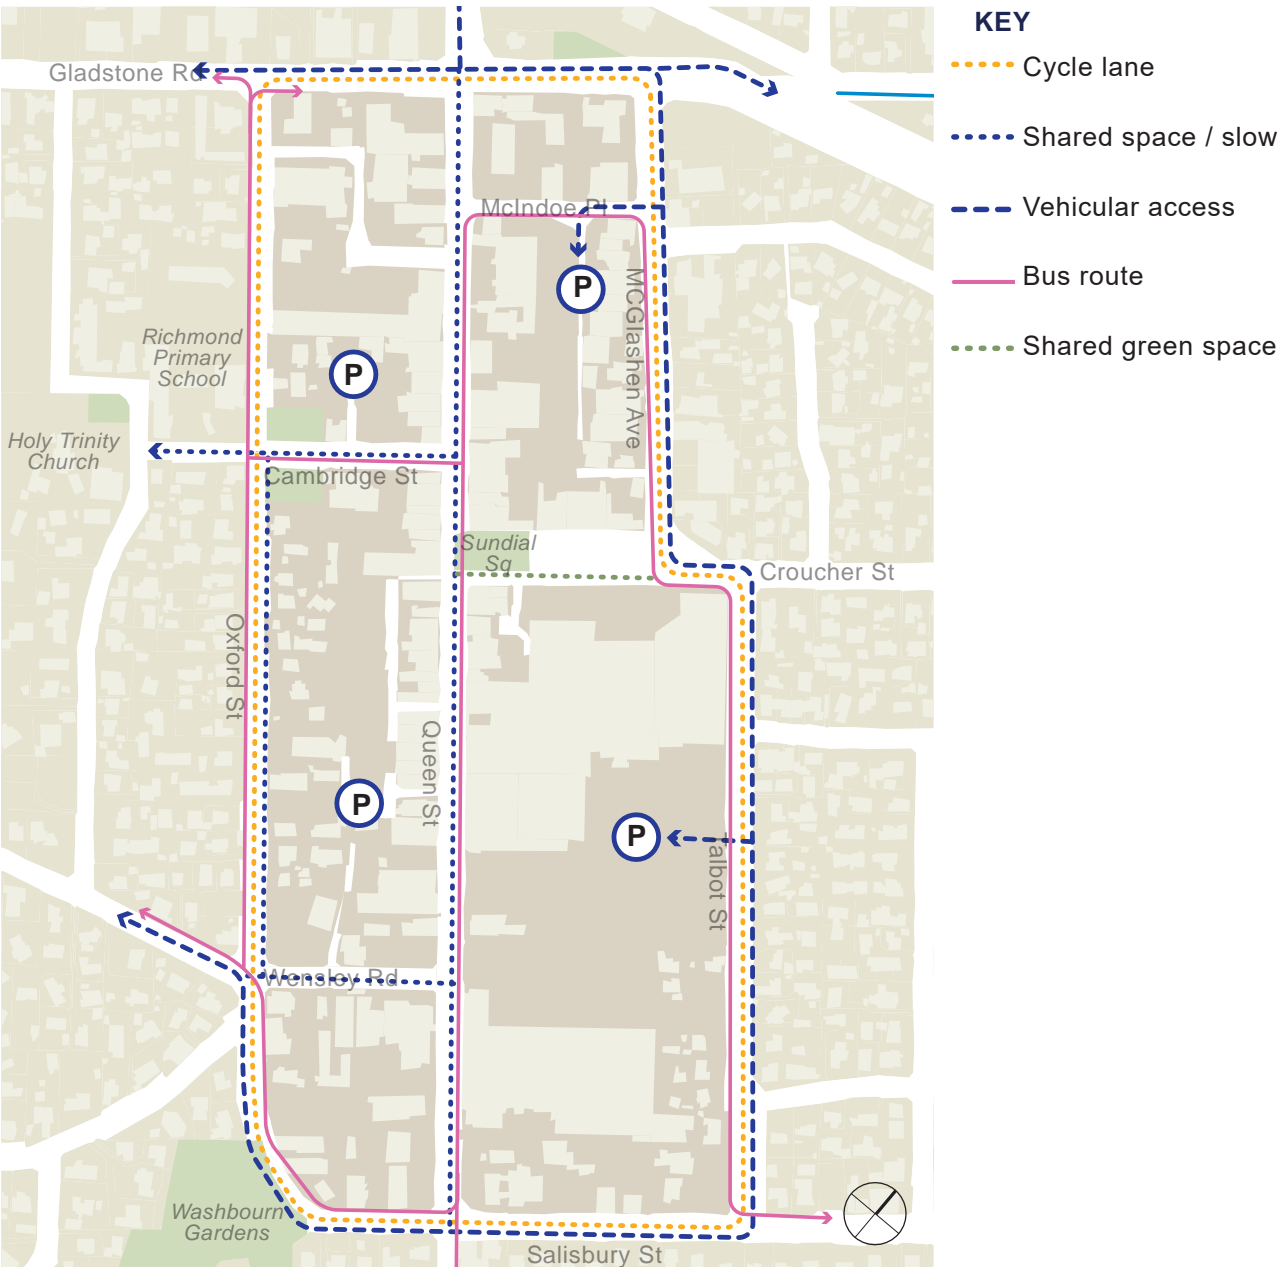 KEY
Cycle lane
Shared space / slow
Vehicular access
Bus route
Shared green space
Gladstone Rd
McIndoe Pl
P
MCGlashen Ave
Richmond
Primary
School
P
Holy Trinity
Church
Cambridge St
Sundial
Sq
Croucher St
Oxford St
Queen St
P
P
Talbot St
Wensley Rd
Washbourn
Gardens
Salisbury St